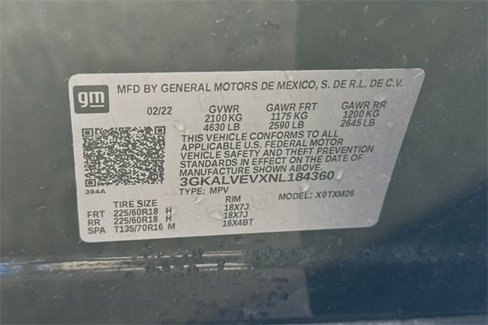 gm
MFD BY GENERAL MOTORS DE MEXICO, S. DE R.L. DE C.V.
02/22 GVWR GAWR FRT GAWR RR
2100 KG 1175 KG 1200 KG
4630 LB 2590 LB 2645 LB
THIS VEHICLE CONFORMS TO ALL
APPLICABLE U.S. FEDERAL MOTOR
VEHICLE SAFETY, BUMPER, AND THEFT PREVENTION
STANDARDS IN EFFECT ON THE DATE OF
MANUFACTURE SHOWN ABOVE.
3GKALVEVXNL184360
384A TYPE: MPV MODEL: X0TXM26
TIRE SIZE RIM
FRT 225/60R18 H 18X7J
RR 225/60R18 H 18X7J
SPA T135/70R16 M 16X4BT